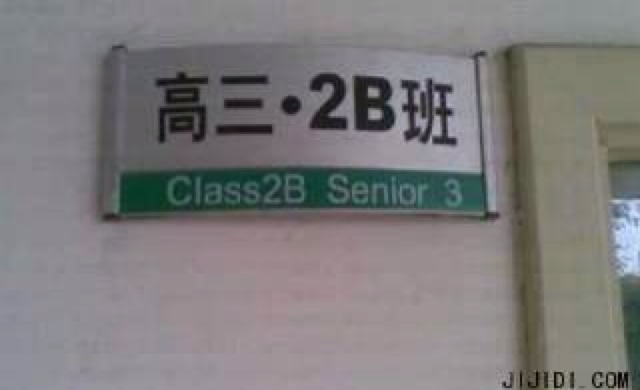 高三·2B班
Class2B Senior 3
JIJIDI.COM